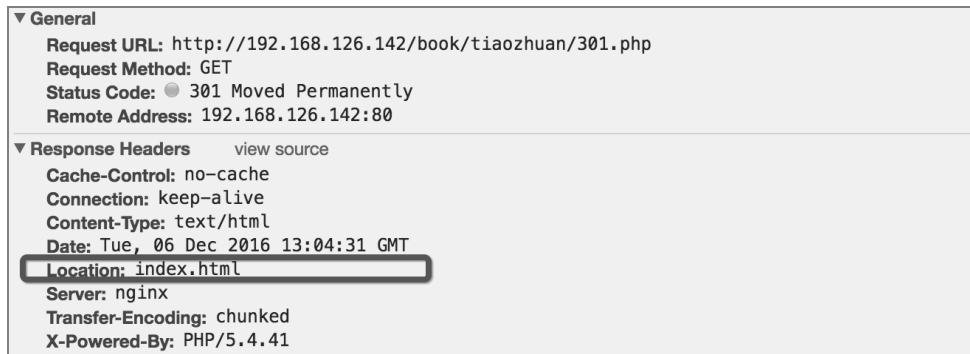 General
Request URL: http://192.168.126.142/book/tiaozhuan/301.php
Request Method: GET
Status Code: 301 Moved Permanently
Remote Address: 192.168.126.142:80
Response Headers view source
Cache-Control: no-cache
Connection: keep-alive
Content-Type: text/html
Date: Tue, 06 Dec 2016 13:04:31 GMT
Location: index.html
Server: nginx
Transfer-Encoding: chunked
X-Powered-By: PHP/5.4.41